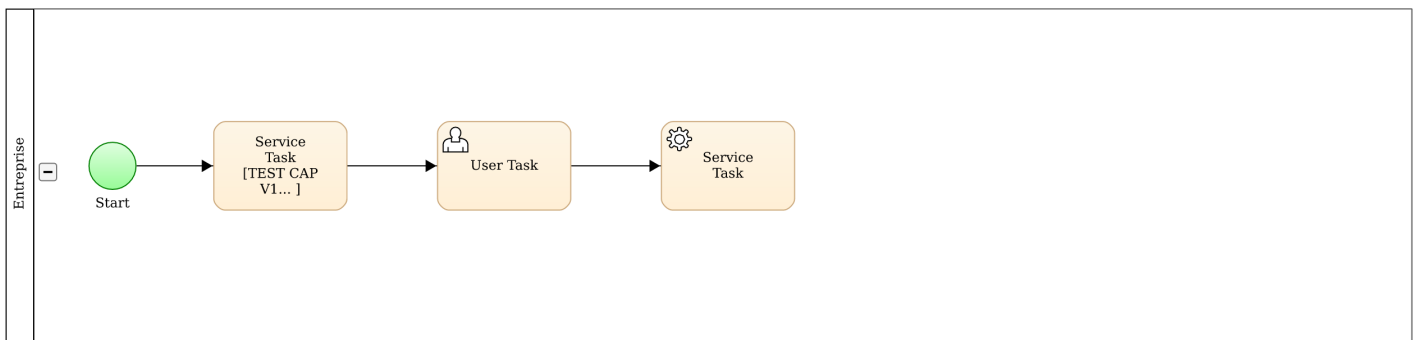 Entreprise
Start
Service
Task
[TEST CAP
V1... ]
User Task
Service
Task